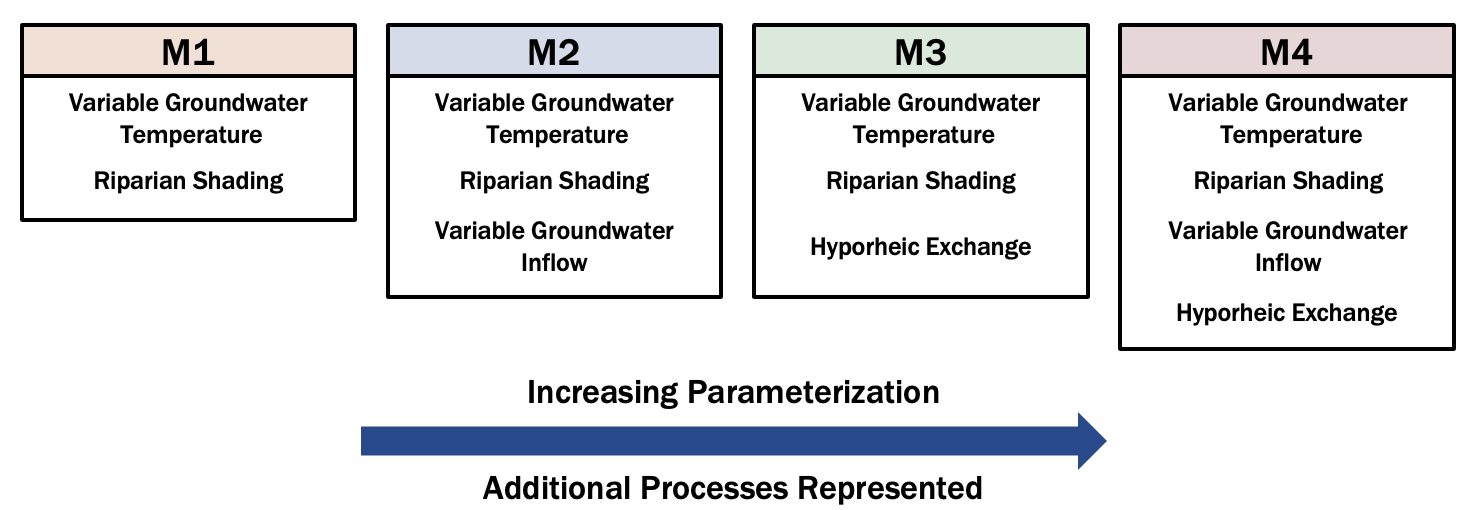 M1
Variable Groundwater
Temperature
Riparian Shading
M2
Variable Groundwater
Temperature
Riparian Shading
Variable Groundwater
Inflow
M3
Variable Groundwater
Temperature
Riparian Shading
Hyporheic Exchange
M4
Variable Groundwater
Temperature
Riparian Shading
Variable Groundwater
Inflow
Hyporheic Exchange
Increasing Parameterization
Additional Processes Represented